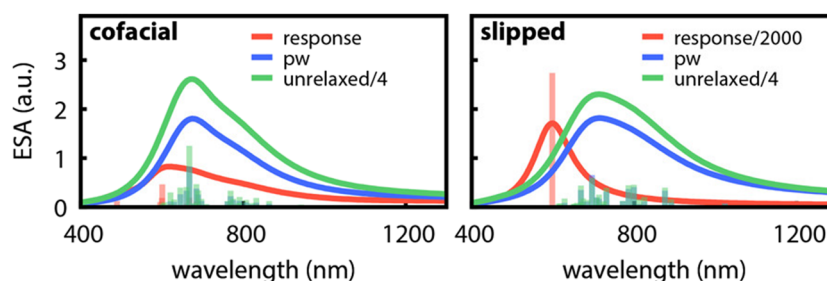 cofacial
response
pw
unrelaxed/4
ESA (a.u.)
3
2
1
0
400
800
1200
wavelength (nm)
slipped
response/2000
pw
unrelaxed/4
400
800
1200
wavelength (nm)